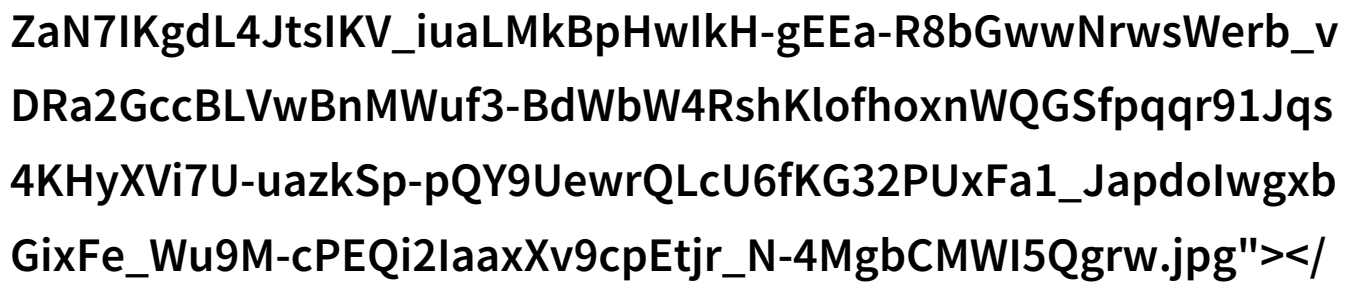 ZaN7IKgdL4JtsIKV_iuaLMkBpHwIkH-gEEa-R8bGwwNrwsWerb_v
DRa2GccBLVwBnMWuf3-BdWbW4RshKlofhoxnWQGSfpqqr91Jqs
4KHyXVi7U-uazkSp-pQY9UewrQLcU6fKG32PUxFa1_JapdoIwgxb
GixFe_Wu9M-cPEQi2IaaxXv9cpEtjr_N-4MgbCMWI5Qgrw.jpg"></